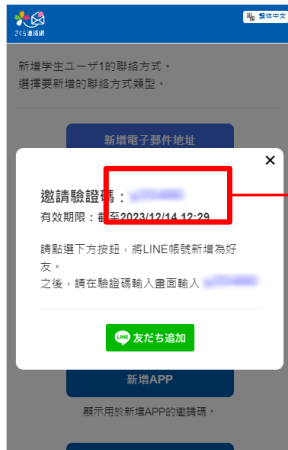 繁体中文
さくら連絡網
新增学生ユーザ1的聯絡方式。
選擇要新增的聯絡方式類型。
新增電子郵件地址
×
邀請驗證碼：
有效期限：截至2023/12/14 12:29
請點選下方按鈕，將LINE帳號新增為好
友。
之後，請在驗證碼輸入畫面輸入
LINE 友だち追加
新增APP
顯示用於新增APP的邀請碼。